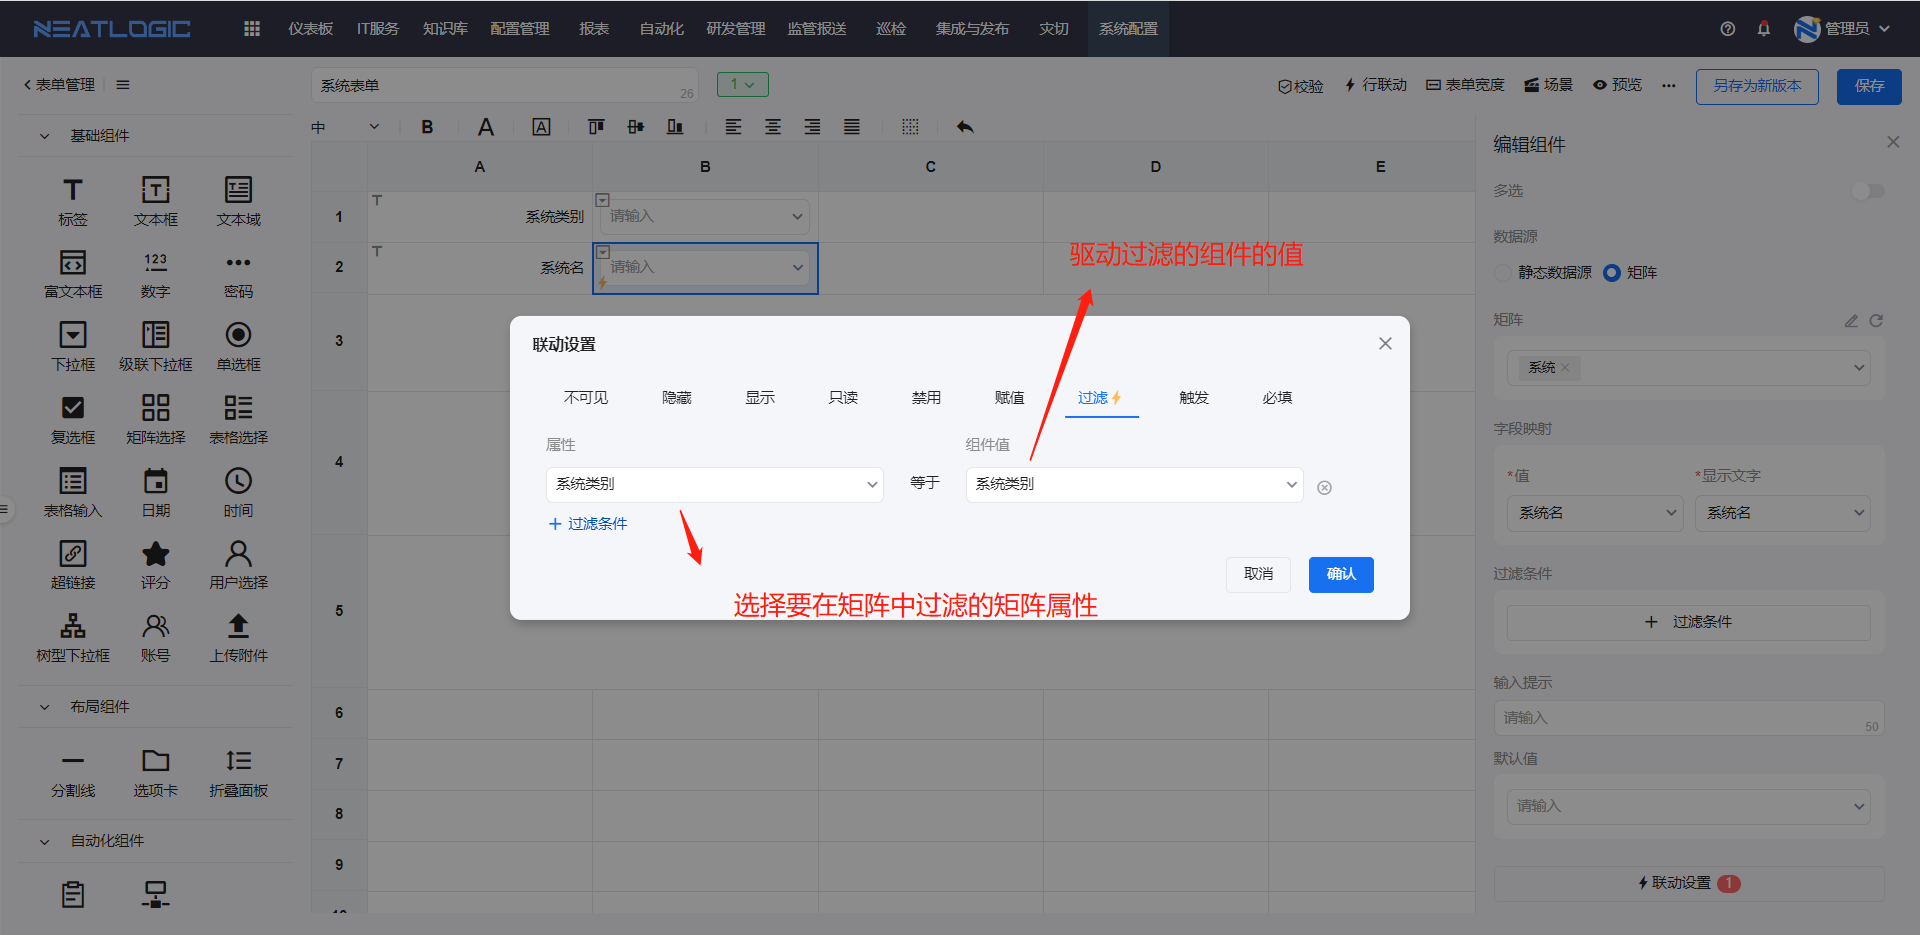 NEATLOGIC
仪表板 IT服务 知识库 配置管理 报表 自动化 研发管理 监管报送 巡检 集成与发布 灾切 系统配置 管理员
表单管理
系统表单 26
1
校验 行联动 表单宽度 场景 预览 ··· 另存为新版本 保存
中 B A A
基础组件
标签 文本框 文本域
123
富文本框 数字 密码
下拉框 级联下拉框 单选框
复选框 矩阵选择 表格选择
表格输入 日期 时间
超链接 评分 用户选择
树型下拉框 账号 上传附件
布局组件
分割线 选项卡 折叠面板
自动化组件
A B C D E
1 系统类别 请输入
2 系统名 请输入
3
4
5
6
7
8
9
10
驱动过滤的组件的值
联动设置
不可见 隐藏 显示 只读 禁用 赋值 过滤 触发 必填
属性 组件值
系统类别 等于 系统类别
过滤条件
取消 确认
选择要在矩阵中过滤的矩阵属性
编辑组件
多选
数据源
静态数据源 矩阵
矩阵
系统
字段映射
*值 *显示文字
系统名 系统名
过滤条件
过滤条件
输入提示
请输入 50
默认值
请输入
联动设置 1